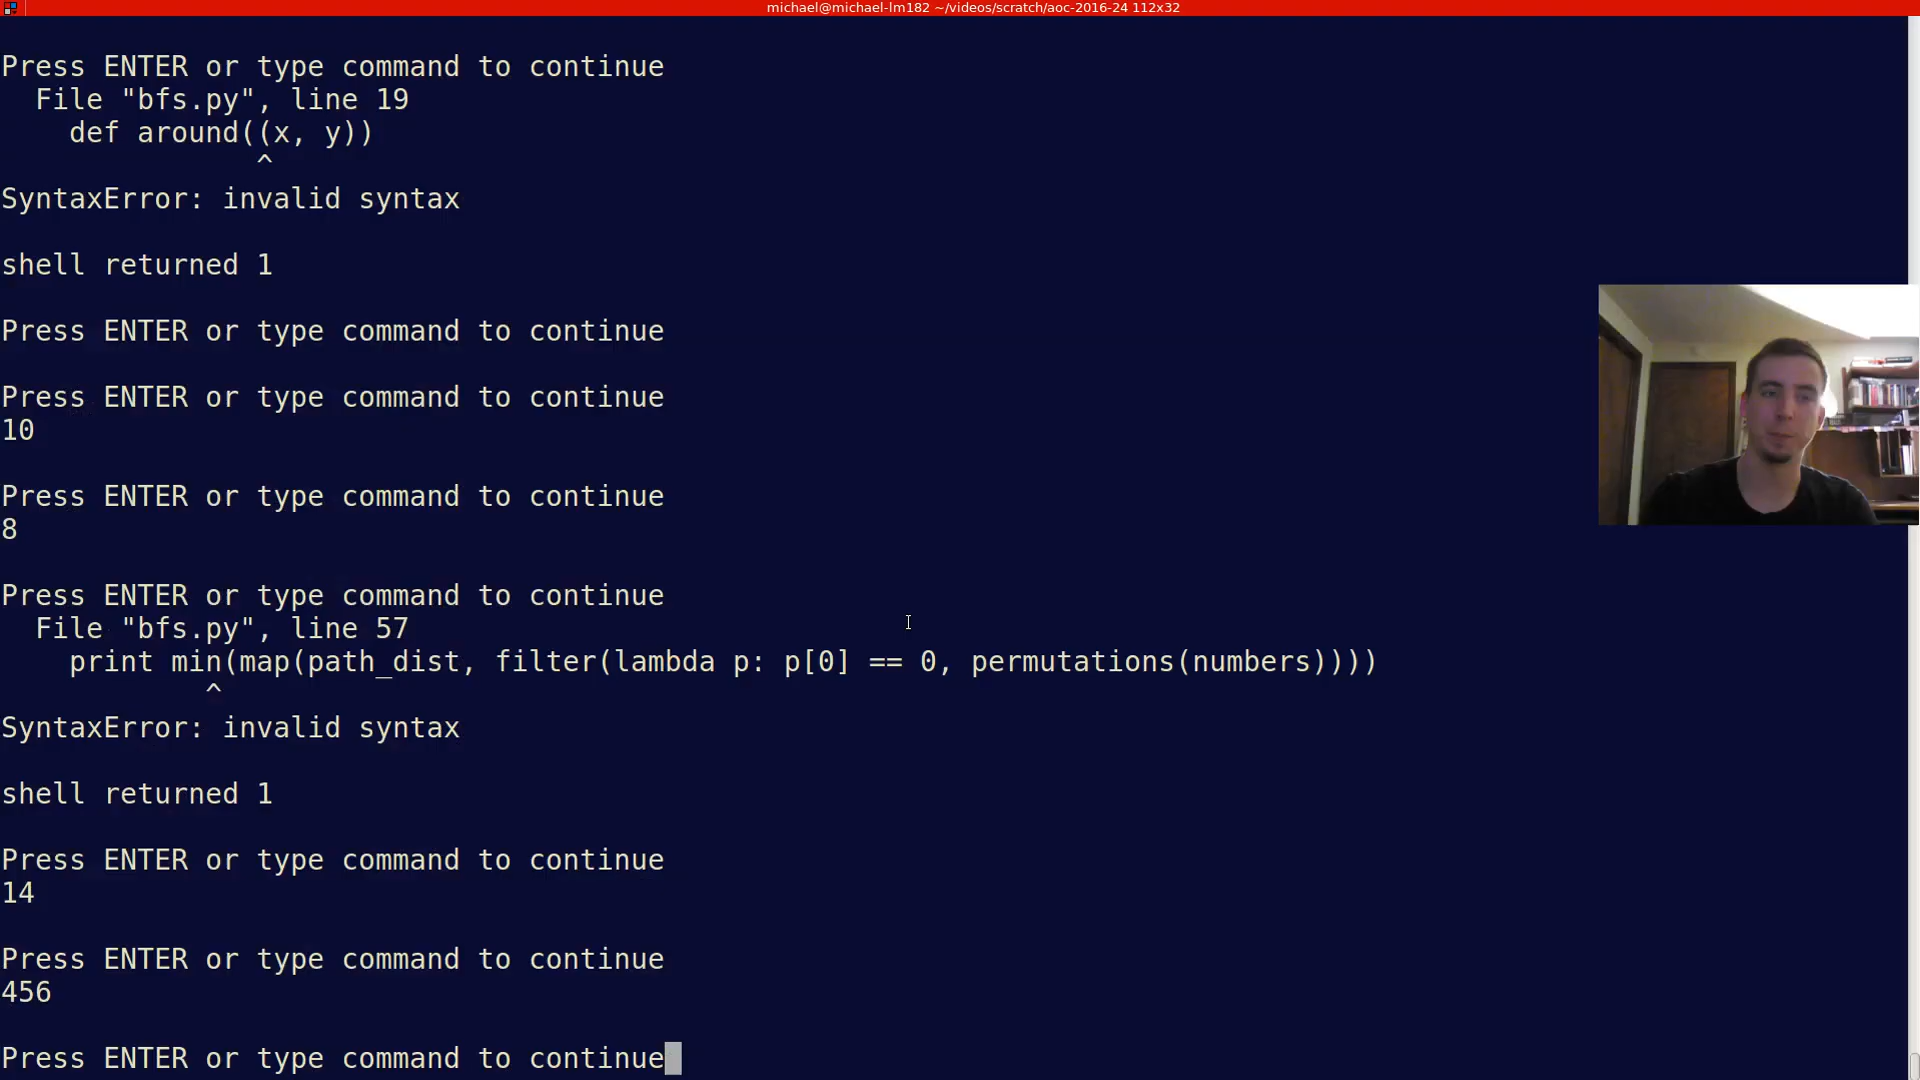 michael@michael-lm182 ~/videos/scratch/aoc-2016-24 112x32
Press ENTER or type command to continue
File "bfs.py", line 19
def around((x, y))
^
SyntaxError: invalid syntax
shell returned 1
Press ENTER or type command to continue
Press ENTER or type command to continue
10
Press ENTER or type command to continue
8
Press ENTER or type command to continue
File "bfs.py", line 57
print min(map(path_dist, filter(lambda p: p[0] == 0, permutations(numbers))))
^
SyntaxError: invalid syntax
shell returned 1
Press ENTER or type command to continue
14
Press ENTER or type command to continue
456
Press ENTER or type command to continue